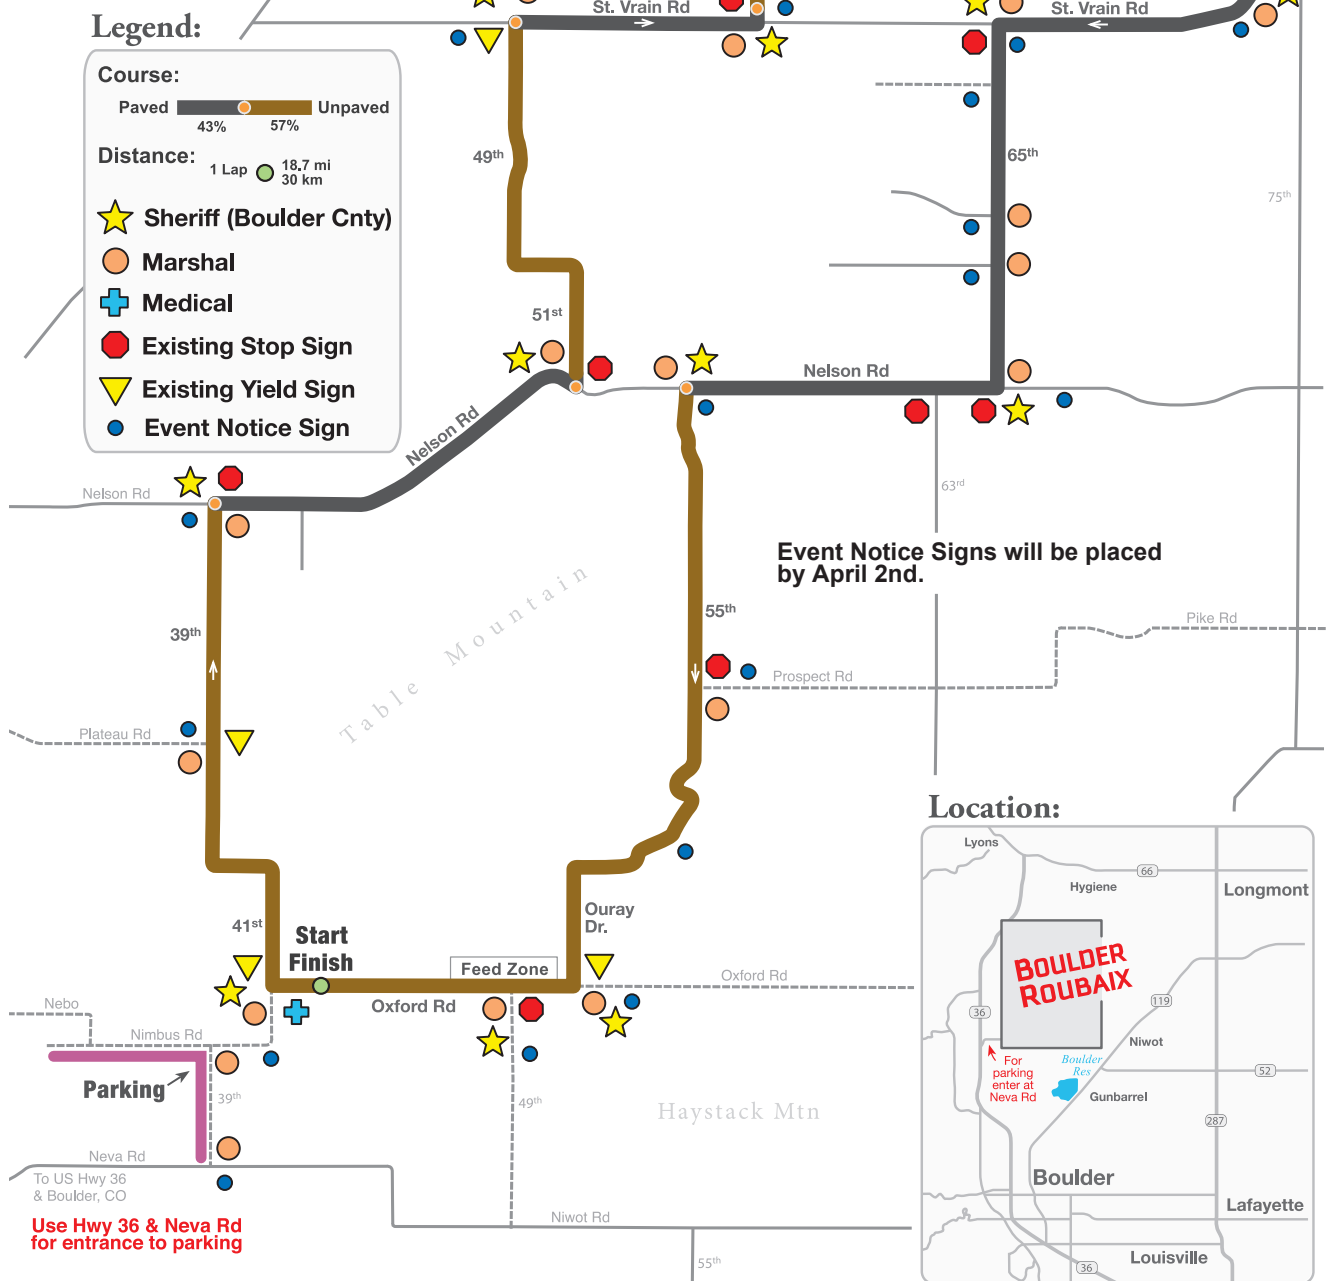 St. Vrain Rd
St. Vrain Rd
Legend:
Course:
Paved
Unpaved
43%
57%
Distance:
1 Lap
18.7 mi
30 km
Sheriff (Boulder Cnty)
Marshal
Medical
Existing Stop Sign
Existing Yield Sign
Event Notice Sign
49th
65th
75th
51st
Nelson Rd
Nelson Rd
Nelson Rd
63rd
Event Notice Signs will be placed
by April 2nd.
Table Mountain
39th
55th
Pike Rd
Prospect Rd
Plateau Rd
41st
Start
Finish
Ouray
Dr.
Feed Zone
Oxford Rd
Oxford Rd
Nebo
Nimbus Rd
Parking
39th
49th
Haystack Mtn
Neva Rd
To US Hwy 36
& Boulder, CO
Use Hwy 36 & Neva Rd
for entrance to parking
Niwot Rd
55th
Location:
Lyons
66
Hygiene
Longmont
BOULDER
ROUBAIX
119
36
Niwot
For
parking
enter at
Neva Rd
Boulder
Res
52
Gunbarrel
287
Boulder
Lafayette
Louisville
36